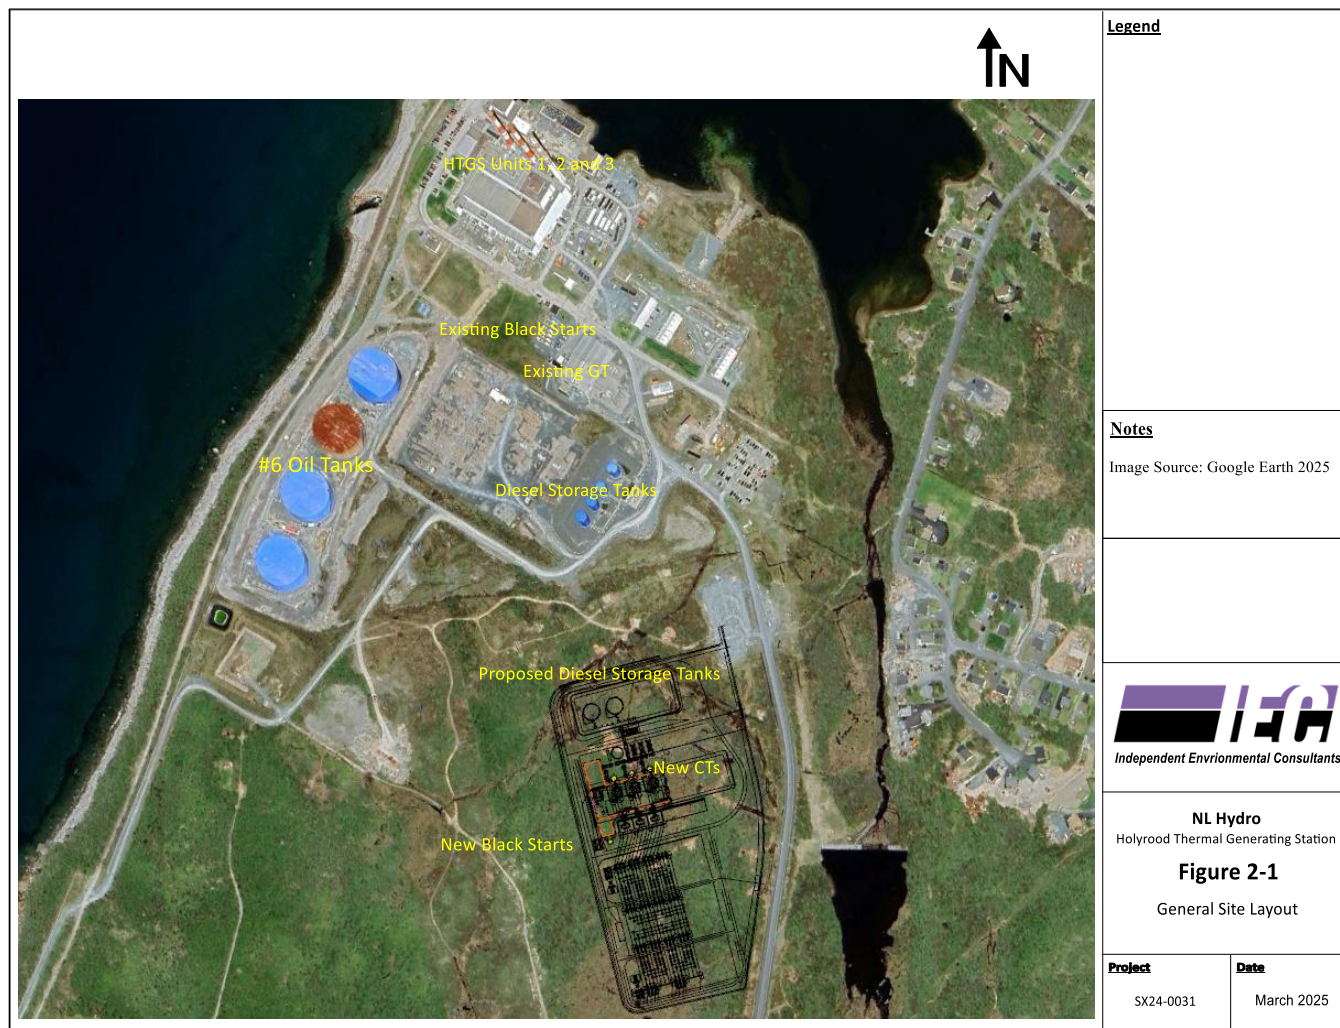 N
HTGS Units 1, 2 and 3
Existing Black Starts
Existing GT
#6 Oil Tanks
Diesel Storage Tanks
Proposed Diesel Storage Tanks
New CTs
New Black Starts
Legend
Notes
Image Source: Google Earth 2025
IEC
Independent Envrionmental Consultants
NL Hydro
Holyrood Thermal Generating Station
Figure 2-1
General Site Layout
Project
Date
SX24-0031
March 2025